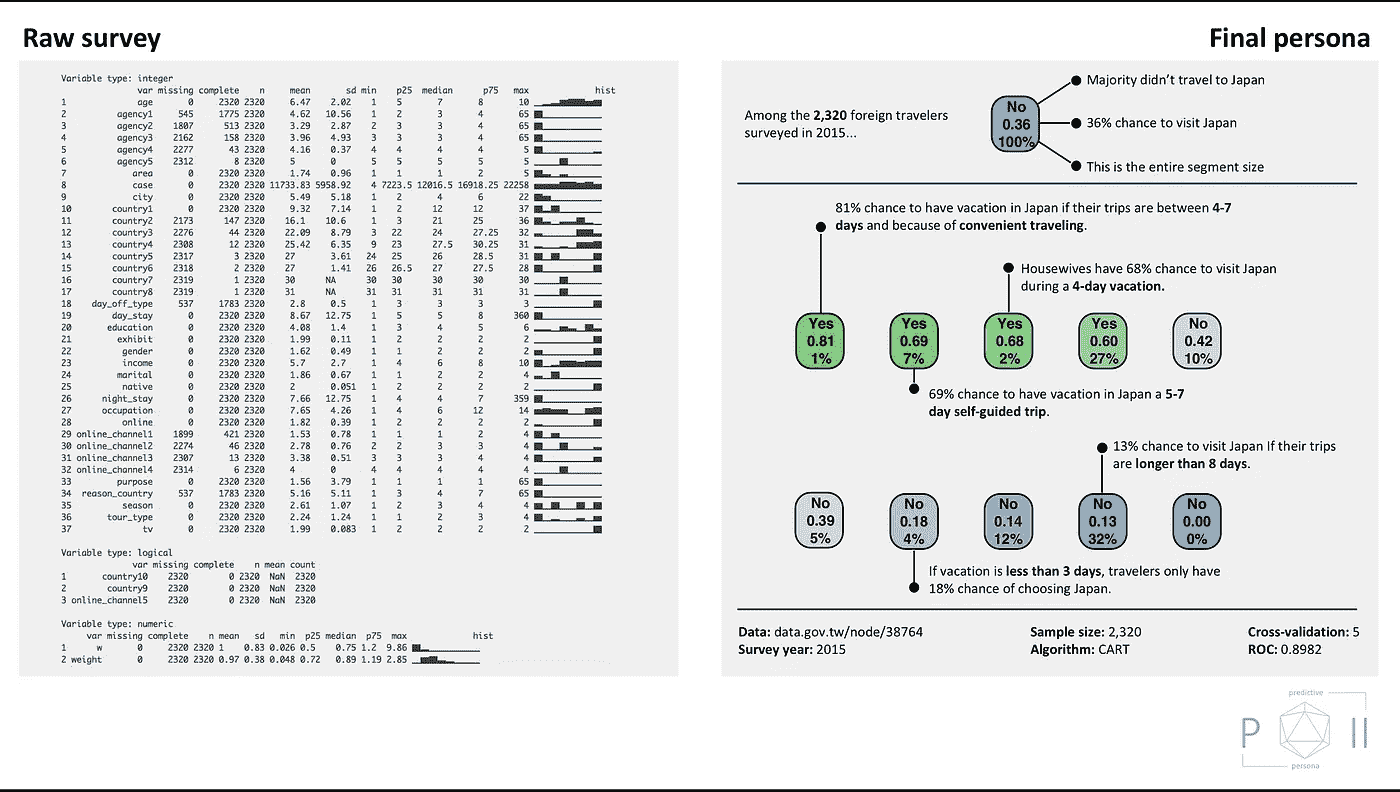 Raw survey
Final persona
Variable type: integer
var missing complete n mean sd min p25 median p75 max hist
1 age 0 2320 2320 6.47 2.02 1 5 7 8 10
2 agency1 545 1775 2320 4.62 10.56 1 2 3 4 65
3 agency2 1807 513 2320 3.29 2.87 2 3 3 4 65
4 agency3 2162 158 2320 3.96 4.93 3 3 4 4 65
5 agency4 2277 43 2320 4.16 0.37 4 4 4 4 5
6 agency5 2312 8 2320 5 0 5 5 5 5 5
7 area 0 2320 2320 1.74 0.96 1 1 1 2 5
8 case 0 2320 2320 11733.83 5958.92 4 7223.5 12016.5 16918.25 22258
9 city 0 2320 2320 5.49 5.18 1 2 4 6 22
10 country1 0 2320 2320 9.32 7.14 1 2 12 12 37
11 country2 2173 147 2320 16.1 10.6 1 3 21 25 36
12 country3 2276 44 2320 22.09 8.79 3 22 24 27.25 32
13 country4 2308 12 2320 25.42 6.35 9 23 27.5 30.25 31
14 country5 2317 3 2320 27 3.61 24 25 26 28.5 31
15 country6 2318 2 2320 27 1.41 26 26.5 27 27.5 28
16 country7 2319 1 2320 30 NA 30 30 30 30 30
17 country8 2319 1 2320 31 NA 31 31 31 31 31
18 day_off_type 537 1783 2320 2.8 0.5 1 3 3 3 3
19 day_stay 0 2320 2320 8.67 12.75 1 5 5 8 360
20 education 0 2320 2320 4.08 1.4 1 3 4 5 6
21 exhibit 0 2320 2320 1.99 0.11 1 2 2 2 2
22 gender 0 2320 2320 1.62 0.49 1 1 2 2 2
23 income 0 2320 2320 5.7 2.7 1 4 6 8 10
24 marital 0 2320 2320 1.86 0.67 1 1 2 2 4
25 native 0 2320 2320 2 0.051 1 2 2 2 2
26 night_stay 0 2320 2320 7.66 12.75 1 4 4 7 359
27 occupation 0 2320 2320 7.65 4.26 1 4 6 12 14
28 online 0 2320 2320 1.82 0.39 1 2 2 2 2
29 online_channel1 1899 421 2320 1.53 0.78 1 1 1 2 4
30 online_channel2 2274 46 2320 2.78 0.76 2 2 3 3 4
31 online_channel3 2307 13 2320 3.38 0.51 3 3 3 4 4
32 online_channel4 2314 6 2320 4 0 4 4 4 4 4
33 purpose 0 2320 2320 1.56 3.79 1 1 1 1 65
34 reason_country 537 1783 2320 5.16 5.11 1 3 4 7 65
35 season 0 2320 2320 2.61 1.07 1 2 3 4 4
36 tour_type 0 2320 2320 2.24 1.24 1 1 2 3 4
37 tv 0 2320 2320 1.99 0.083 1 2 2 2 2
Variable type: logical
var missing complete n mean count
1 country10 2320 0 2320 NaN 2320
2 country9 2320 0 2320 NaN 2320
3 online_channel5 2320 0 2320 NaN 2320
Variable type: numeric
var missing complete n mean sd min p25 median p75 max hist
1 w 0 2320 2320 1 0.83 0.026 0.5 0.75 1.2 9.86
2 weight 0 2320 2320 0.97 0.38 0.048 0.72 0.89 1.19 2.85
Among the 2,320 foreign travelers
surveyed in 2015...
No
0.36
100%
Majority didn't travel to Japan
36% chance to visit Japan
This is the entire segment size
81% chance to have vacation in Japan if their trips are between 4-7
days and because of convenient traveling.
Housewives have 68% chance to visit Japan
during a 4-day vacation.
Yes Yes Yes Yes No
0.81 0.69 0.68 0.60 0.42
1% 7% 2% 27% 10%
69% chance to have vacation in Japan a 5-7
day self-guided trip.
13% chance to visit Japan If their trips
are longer than 8 days.
No No No No No
0.39 0.18 0.14 0.13 0.00
5% 4% 12% 32% 0%
If vacation is less than 3 days, travelers only have
18% chance of choosing Japan.
Data: data.gov.tw/node/38764 Sample size: 2,320 Cross-validation: 5
Survey year: 2015 Algorithm: CART ROC: 0.8982
predictive
P II
persona